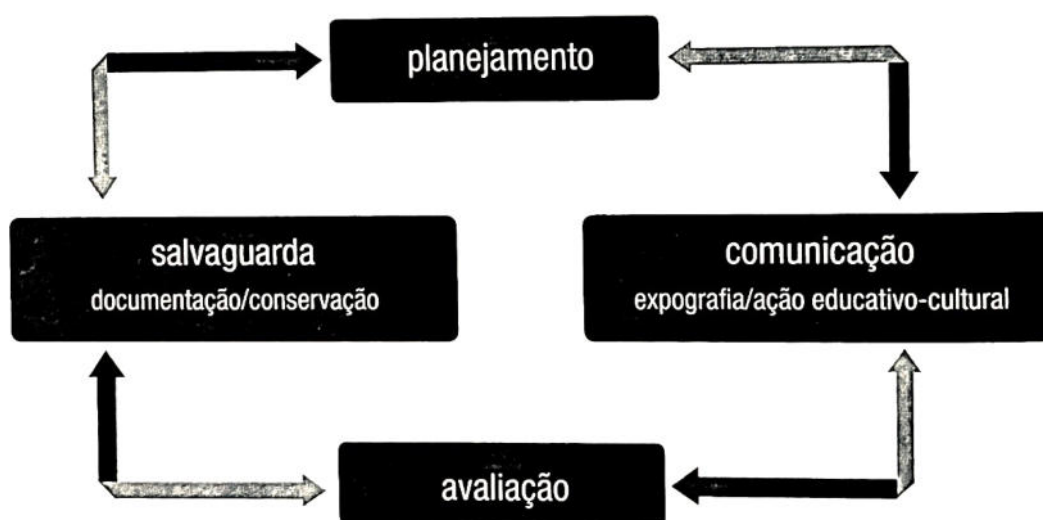 planejamento
salvaguarda
documentação/conservação
comunicação
expografia/ação educativo-cultural
avaliação